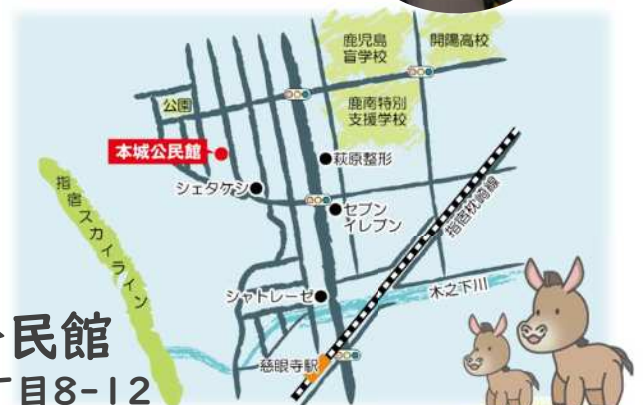 鹿児島
盲学校
開陽高校
公園
鹿南特別
支援学校
本城公民館
萩原整形
シェタケシ
セブン
イレブン
指宿枕崎線
指宿スカイライン
シャトレーゼ
木之下川
慈眼寺駅
民館
目8-12